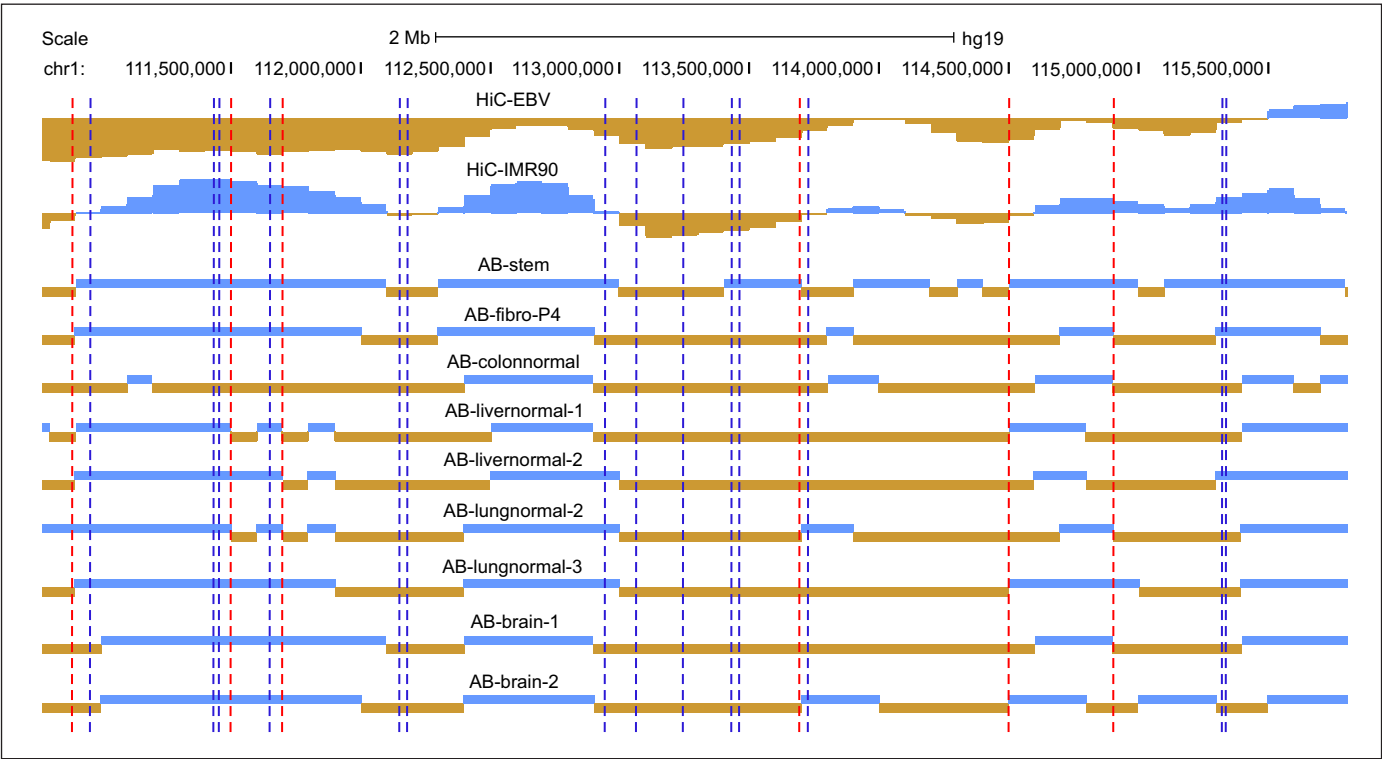 Scale 2 Mb hg19
chr1: 111,500,000 112,000,000 112,500,000 113,000,000 113,500,000 114,000,000 114,500,000 115,000,000 115,500,000
HiC-EBV
HiC-IMR90
AB-stem
AB-fibro-P4
AB-colonnormal
AB-livernormal-1
AB-livernormal-2
AB-lungnormal-2
AB-lungnormal-3
AB-brain-1
AB-brain-2